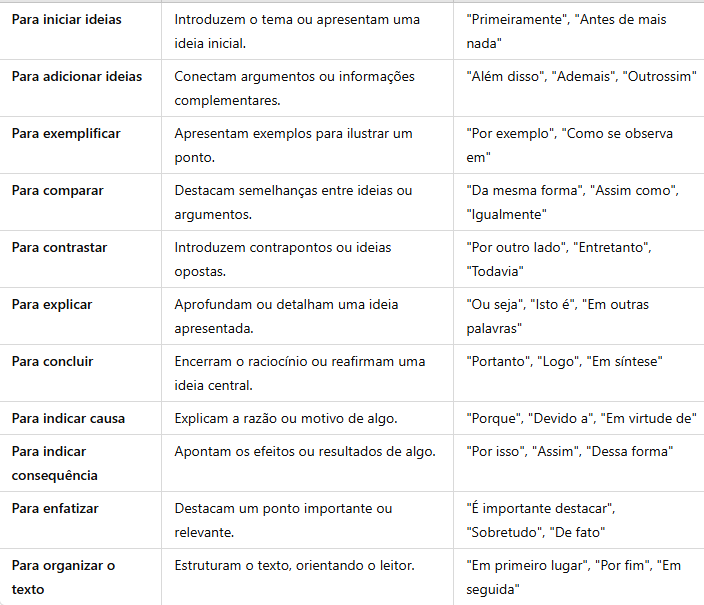 Para iniciar ideias
Introduzem o tema ou apresentam uma
ideia inicial.
"Primeiramente", "Antes de mais
nada"
Para adicionar ideias
Conectam argumentos ou informações
complementares.
"Além disso", "Ademais", "Outrossim"
Para exemplificar
Apresentam exemplos para ilustrar um
ponto.
"Por exemplo", "Como se observa
em"
Para comparar
Destacam semelhanças entre ideias ou
argumentos.
"Da mesma forma", "Assim como",
"Igualmente"
Para contrastar
Introduzem contrapontos ou ideias
opostas.
"Por outro lado", "Entretanto",
"Todavia"
Para explicar
Aprofundam ou detalham uma ideia
apresentada.
"Ou seja", "Isto é", "Em outras
palavras"
Para concluir
Encerram o raciocínio ou reafirmam uma
ideia central.
"Portanto", "Logo", "Em síntese"
Para indicar causa
Explicam a razão ou motivo de algo.
"Porque", "Devido a", "Em virtude de"
Para indicar
consequência
Apontam os efeitos ou resultados de algo.
"Por isso", "Assim", "Dessa forma"
Para enfatizar
Destacam um ponto importante ou
relevante.
"É importante destacar",
"Sobretudo", "De fato"
Para organizar o
texto
Estruturam o texto, orientando o leitor.
"Em primeiro lugar", "Por fim", "Em
seguida"